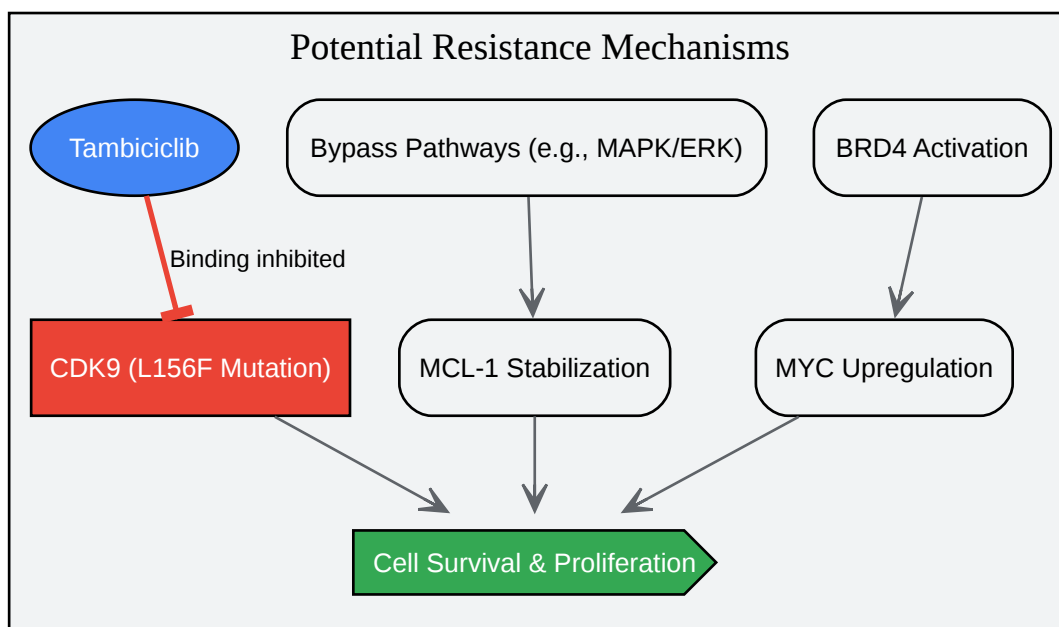 Potential Resistance Mechanisms
Tambiciclib
Bypass Pathways (e.g., MAPK/ERK)
BRD4 Activation
Binding inhibited
CDK9 (L156F Mutation)
MCL-1 Stabilization
MYC Upregulation
Cell Survival & Proliferation